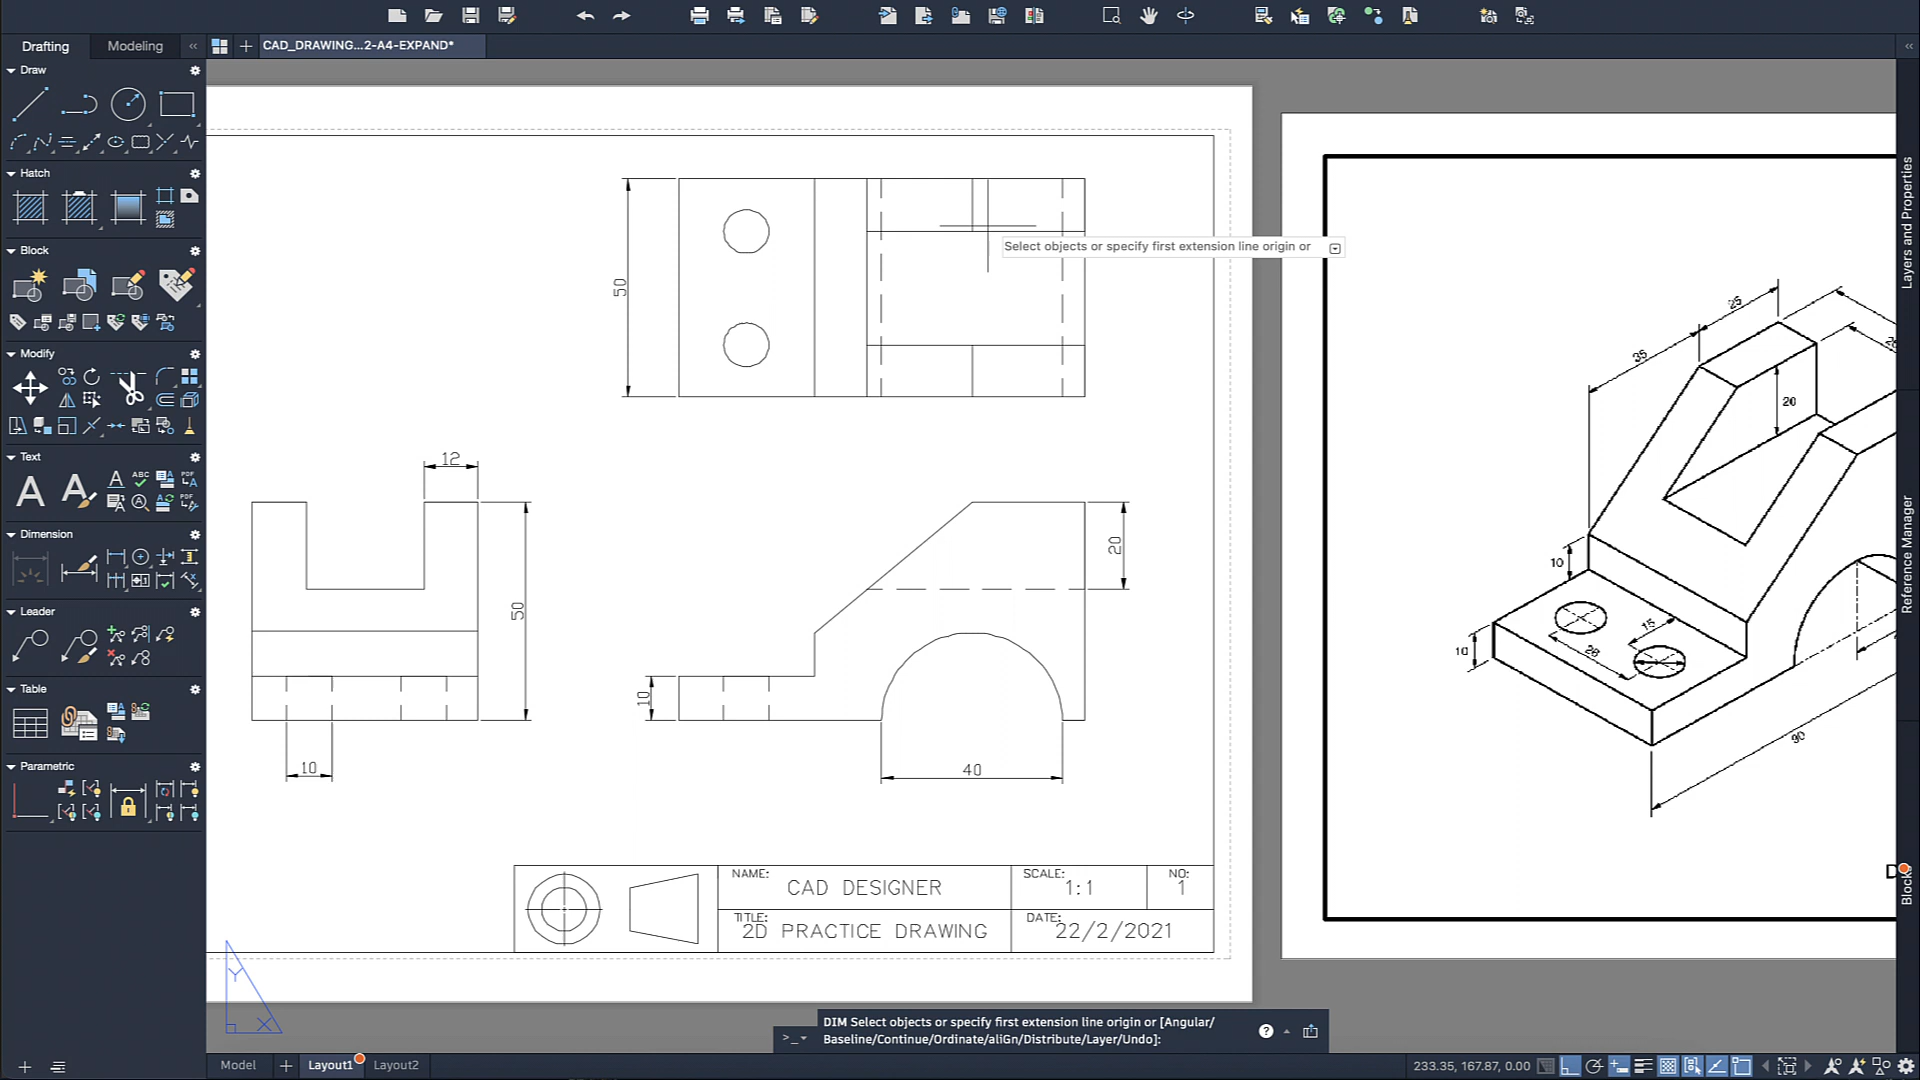 Drafting
Modeling
CAD_DRAWING...2-A4-EXPAND*
Draw
Hatch
Block
Modify
Text
Dimension
Leader
Table
Parametric
50
Select objects or specify first extension line origin or
12
50
10
10
20
40
NAME:
CAD DESIGNER
SCALE:
1:1
NO:
1
TITLE:
2D PRACTICE DRAWING
DATE:
22/2/2021
25
35
20
10
10
15
90
Layers and Properties
Reference Manager
Block
Y
X
DIM Select objects or specify first extension line origin or [Angular/
Baseline/Continue/Ordinate/aliGn/Distribute/Layer/Undo]:
Model
Layout1
Layout2
233.35, 167.87, 0.00